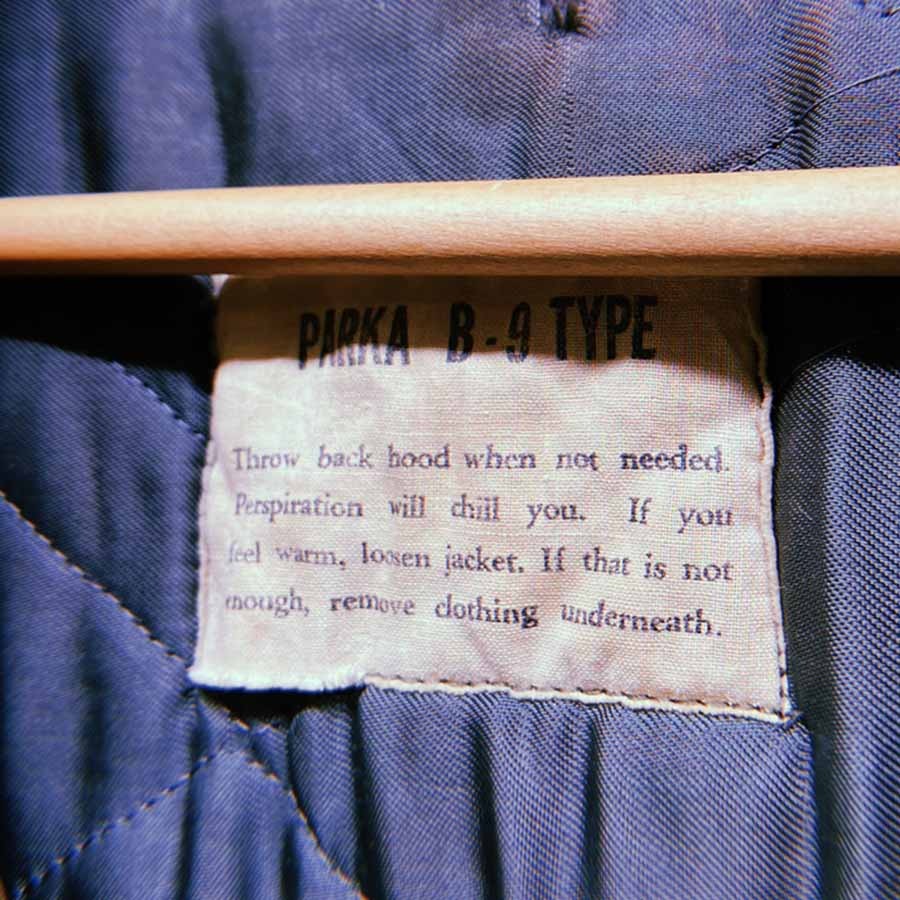 PARKA B-9 TYPE
Throw back hood when not needed.
Perspiration will chill you. If you
feel warm, loosen jacket. If that is not
enough, remove clothing underneath.